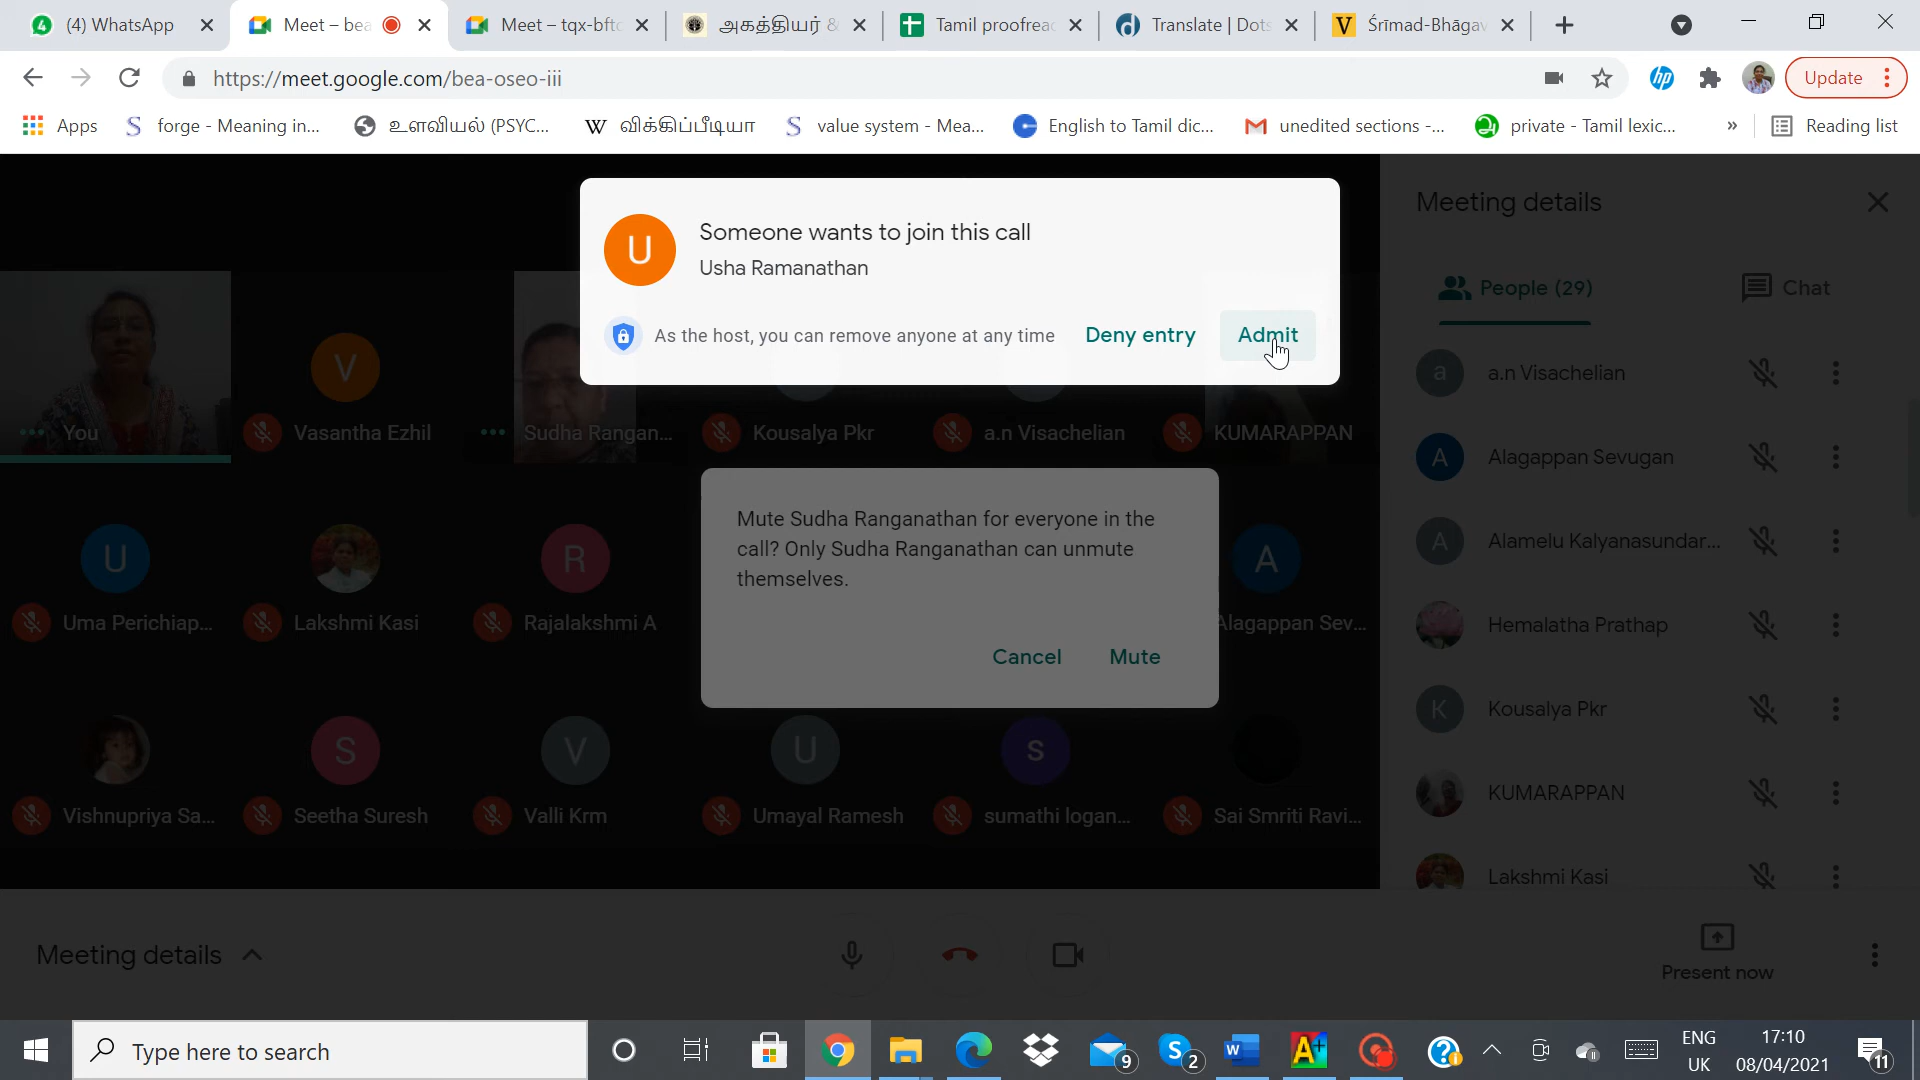 (4) WhatsApp
Meet – bea
Meet – tqx-bftc
அகத்தியர் &
Tamil proofreac
Translate | Dots
Śrīmad-Bhāgav
https://meet.google.com/bea-oseo-iii
Update
Apps
forge - Meaning in...
உளவியல் (PSYC...
விக்கிப்பீடியா
value system - Mea...
English to Tamil dic...
unedited sections -...
private - Tamil lexic...
»
Reading list
Someone wants to join this call
Usha Ramanathan
As the host, you can remove anyone at any time
Deny entry
Admit
U
Meeting details
People (29)
Chat
You
V
Vasantha Ezhil
Sudha Rangan...
Kousalya Pkr
a.n Visachelian
KUMARAPPAN
Mute Sudha Ranganathan for everyone in the
call? Only Sudha Ranganathan can unmute
themselves.
Cancel
Mute
U
Uma Perichiap...
Lakshmi Kasi
R
Rajalakshmi A
A
Alagappan Sev...
Vishnupriya Sa...
S
Seetha Suresh
V
Valli Krm
U
Umayal Ramesh
s
sumathi logan...
Sai Smriti Ravi...
a
a.n Visachelian
A
Alagappan Sevugan
A
Alamelu Kalyanasundar...
Hemalatha Prathap
K
Kousalya Pkr
KUMARAPPAN
Lakshmi Kasi
Meeting details
Present now
Type here to search
9
2
ENG
UK
17:10
08/04/2021
11